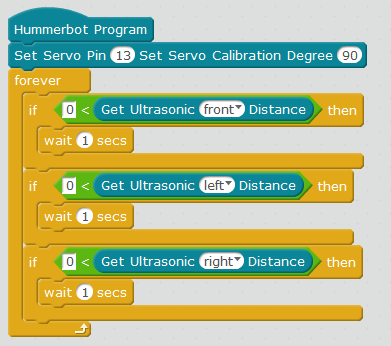 Hummerbot Program
Set Servo Pin 13 Set Servo Calibration Degree 90
forever
if 0 < Get Ultrasonic front Distance then
wait 1 secs
if 0 < Get Ultrasonic left Distance then
wait 1 secs
if 0 < Get Ultrasonic right Distance then
wait 1 secs